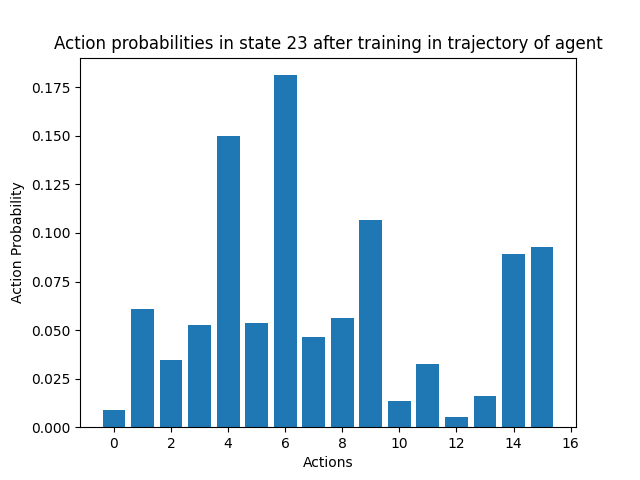 Action probabilities in state 23 after training in trajectory of agent
0.175
0.150
0.125
0.100
0.075
0.050
0.025
0.000
Action Probability
0 2 4 6 8 10 12 14 16
Actions